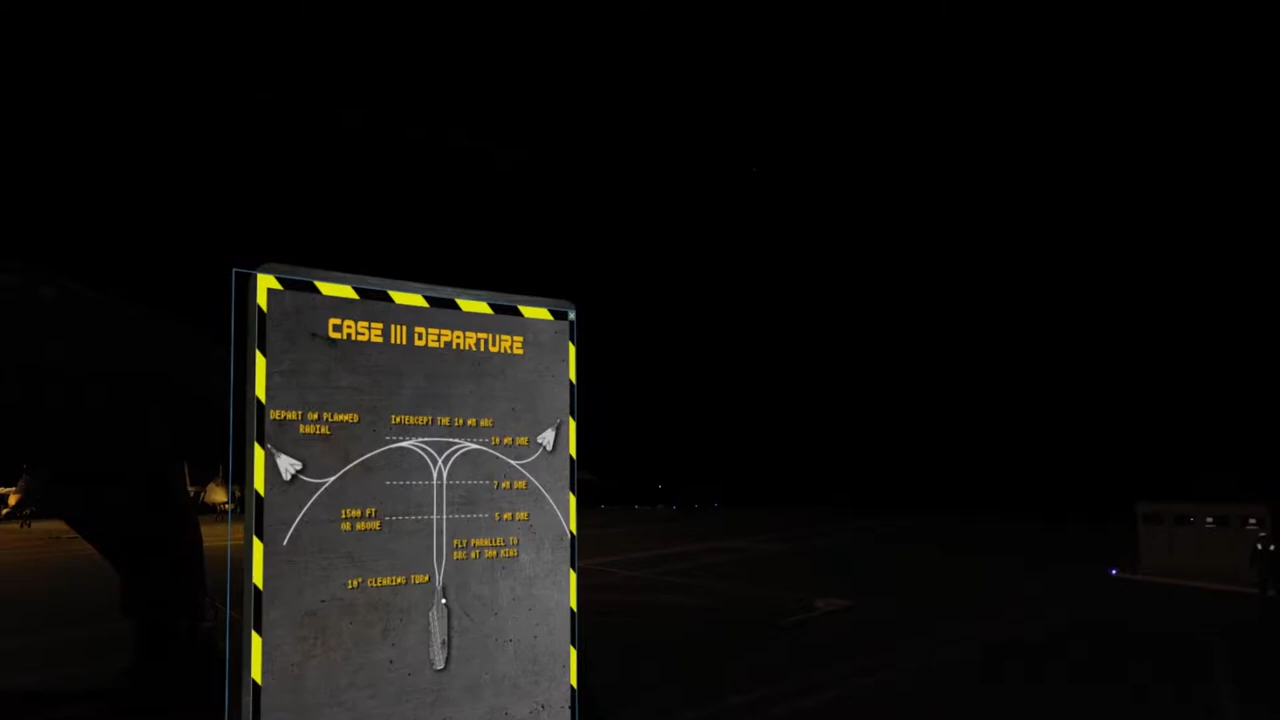 CASE III DEPARTURE
DEPART ON PLANNED
RADIAL
INTERCEPT THE 10 NM ARC
10 NM DME
7 NM DME
1500 FT
OR ABOVE
5 NM DME
FLY PARALLEL TO
BRC AT 300 KIAS
10° CLEARING TURN